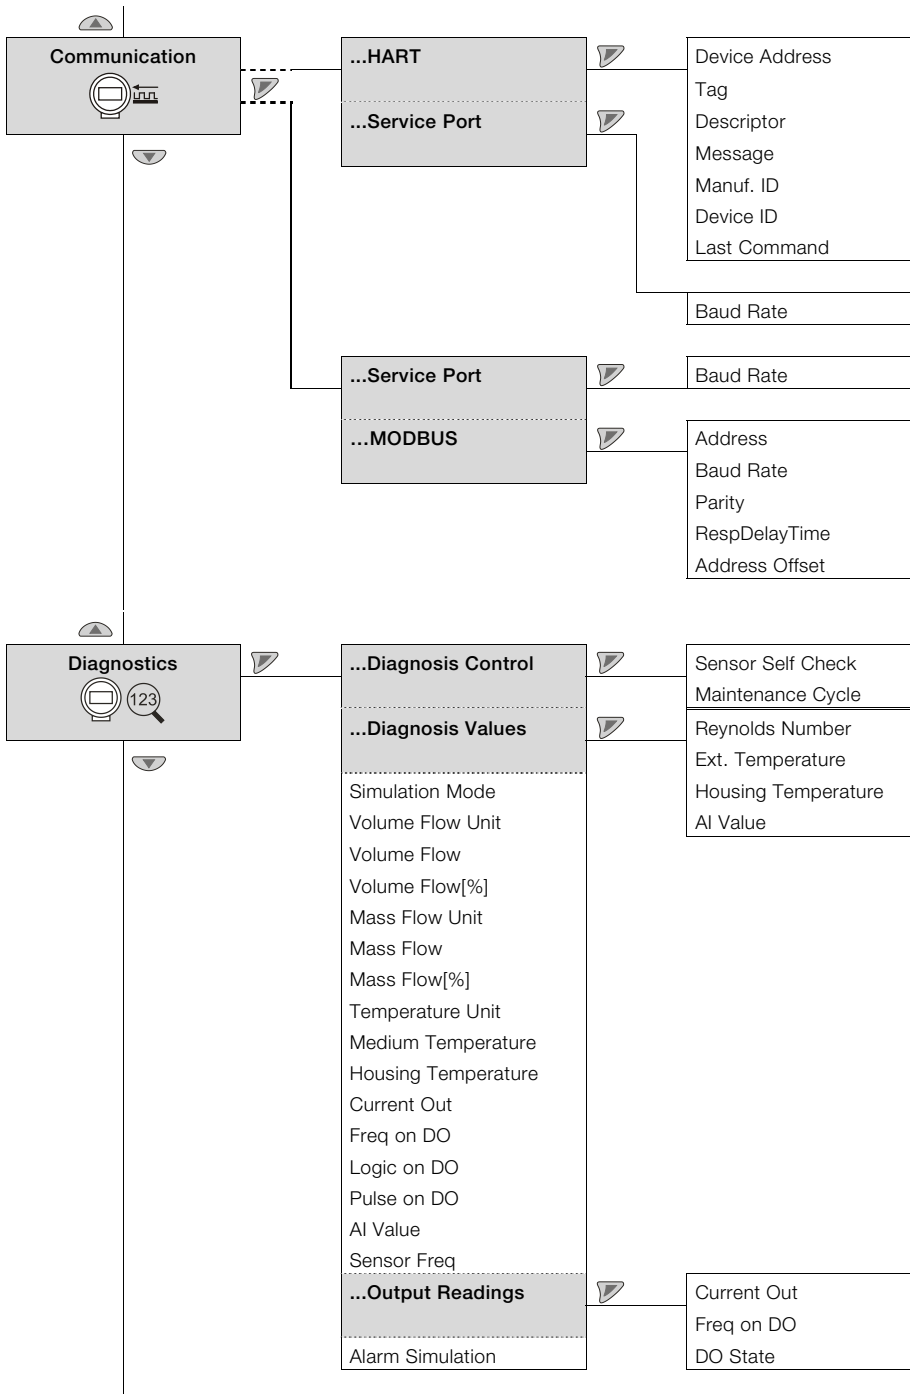 Communication
...HART
Device Address
Tag
...Service Port
Descriptor
Message
Manuf. ID
Device ID
Last Command
Baud Rate
...Service Port
Baud Rate
...MODBUS
Address
Baud Rate
Parity
RespDelayTime
Address Offset
Diagnostics
123
...Diagnosis Control
Sensor Self Check
Maintenance Cycle
...Diagnosis Values
Reynolds Number
Ext. Temperature
Housing Temperature
AI Value
Simulation Mode
Volume Flow Unit
Volume Flow
Volume Flow[%]
Mass Flow Unit
Mass Flow
Mass Flow[%]
Temperature Unit
Medium Temperature
Housing Temperature
Current Out
Freq on DO
Logic on DO
Pulse on DO
AI Value
Sensor Freq
...Output Readings
Current Out
Freq on DO
DO State
Alarm Simulation